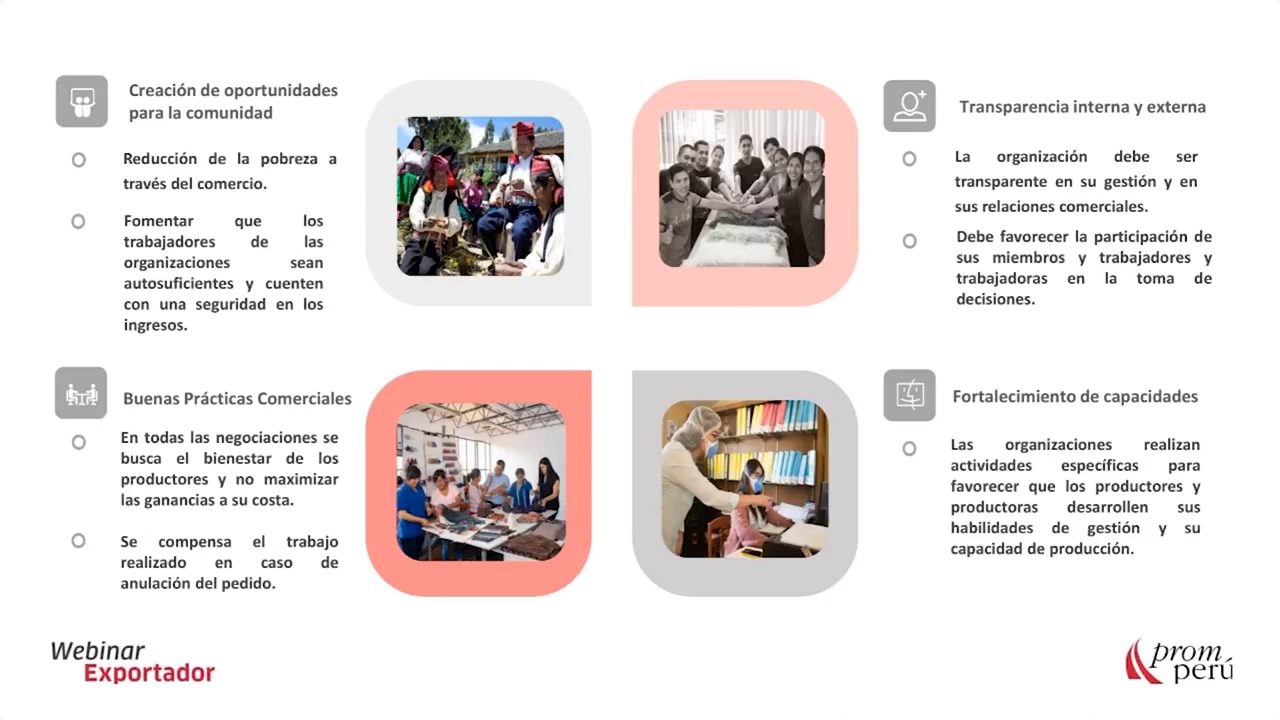 Creación de oportunidades
para la comunidad
Reducción de la pobreza a
través del comercio.
Fomentar que los
trabajadores de las
organizaciones sean
autosuficientes y cuenten
con una seguridad en los
ingresos.
Transparencia interna y externa
La organización debe ser
transparente en su gestión y en
sus relaciones comerciales.
Debe favorecer la participación de
sus miembros y trabajadores y
trabajadoras en la toma de
decisiones.
Buenas Prácticas Comerciales
En todas las negociaciones se
busca el bienestar de los
productores y no maximizar
las ganancias a su costa.
Se compensa el trabajo
realizado en caso de
anulación del pedido.
Fortalecimiento de capacidades
Las organizaciones realizan
actividades específicas para
favorecer que los productores y
productoras desarrollen sus
habilidades de gestión y su
capacidad de producción.
Webinar
Exportador
prom
perú